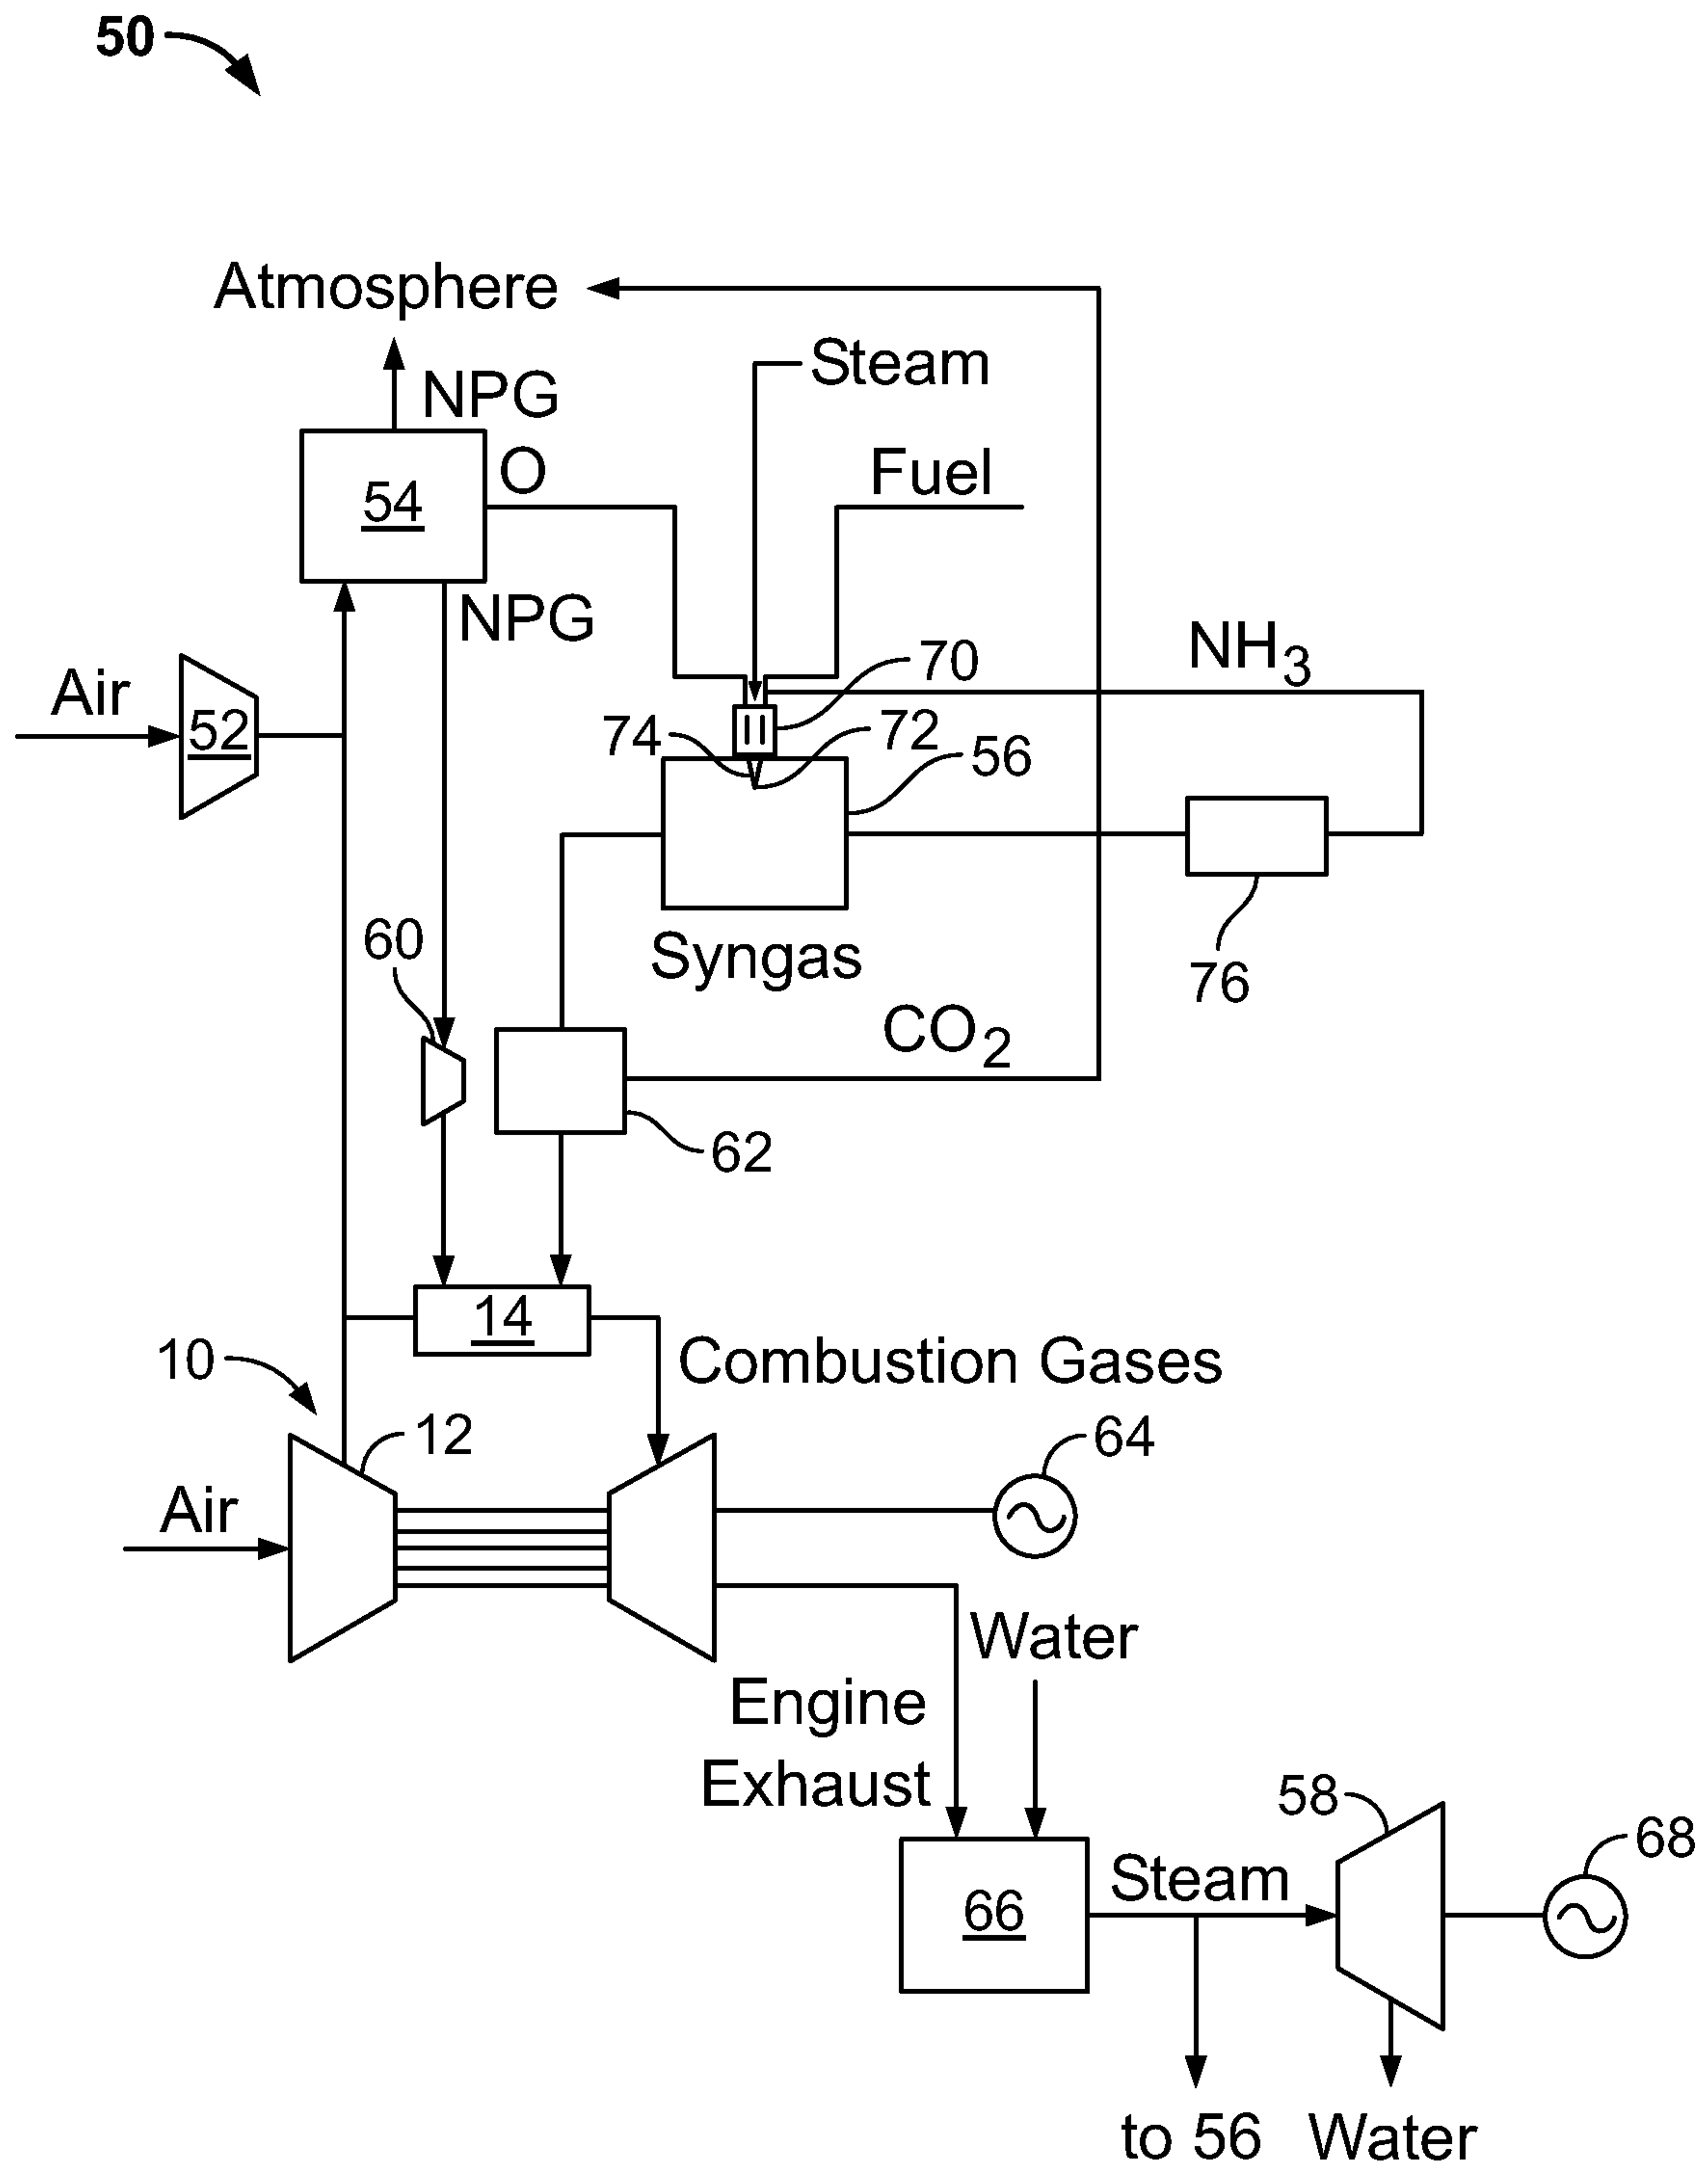 50
Atmosphere
NPG
Steam
O
Fuel
54
NPG
NH3
Air
52
70
74
72
56
60
Syngas
76
CO2
62
14
10
Combustion Gases
12
64
Air
Water
Engine
Exhaust
58
68
Steam
66
to 56
Water